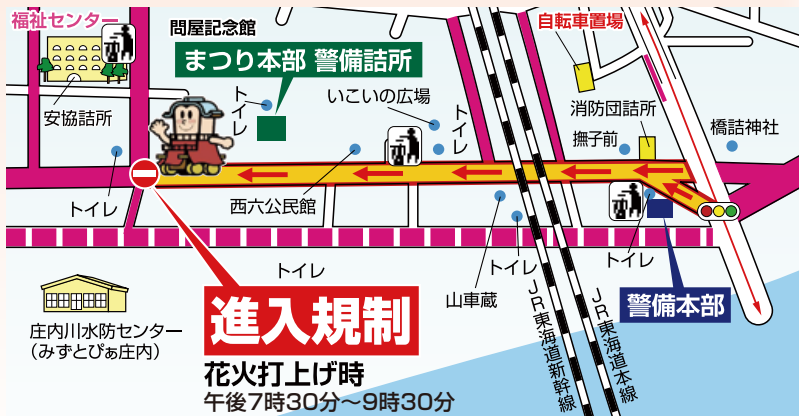 福祉センター
問屋記念館
まつり本部 警備詰所
自転車置場
トイレ
いこいの広場
トイレ
消防団詰所
撫子前
橋詰神社
安協詰所
トイレ
西六公民館
トイレ
トイレ
トイレ
山車蔵
警備本部
庄内川水防センター
（みずとぴぁ庄内）
進入規制
花火打上げ時
午後7時30分〜9時30分
JR東海道新幹線
JR東海道本線